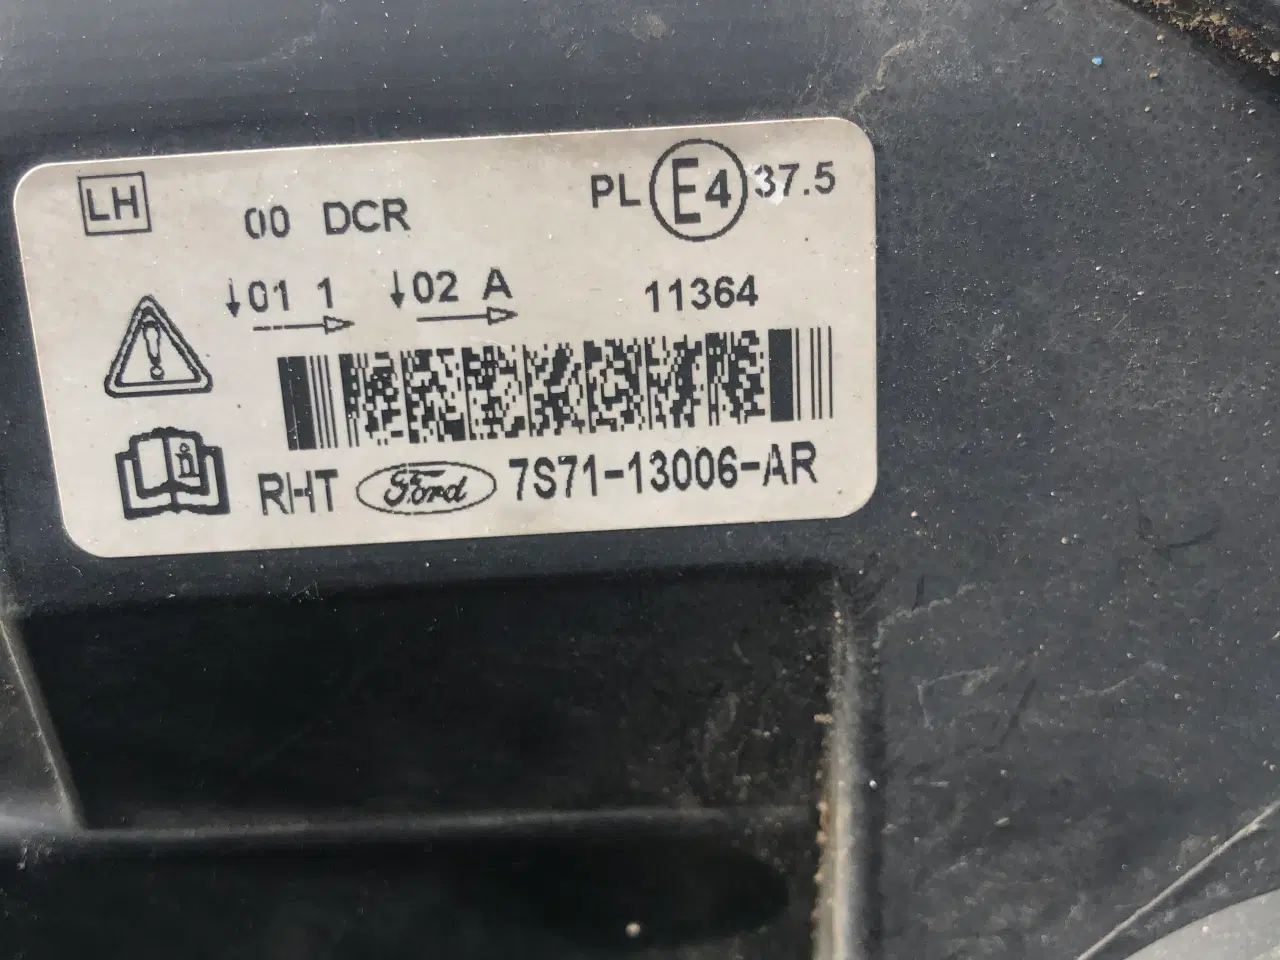 LH
00 DCR
PL E4 37.5
↓01 1 ↓02 A 11364
RHT Ford 7S71-13006-AR